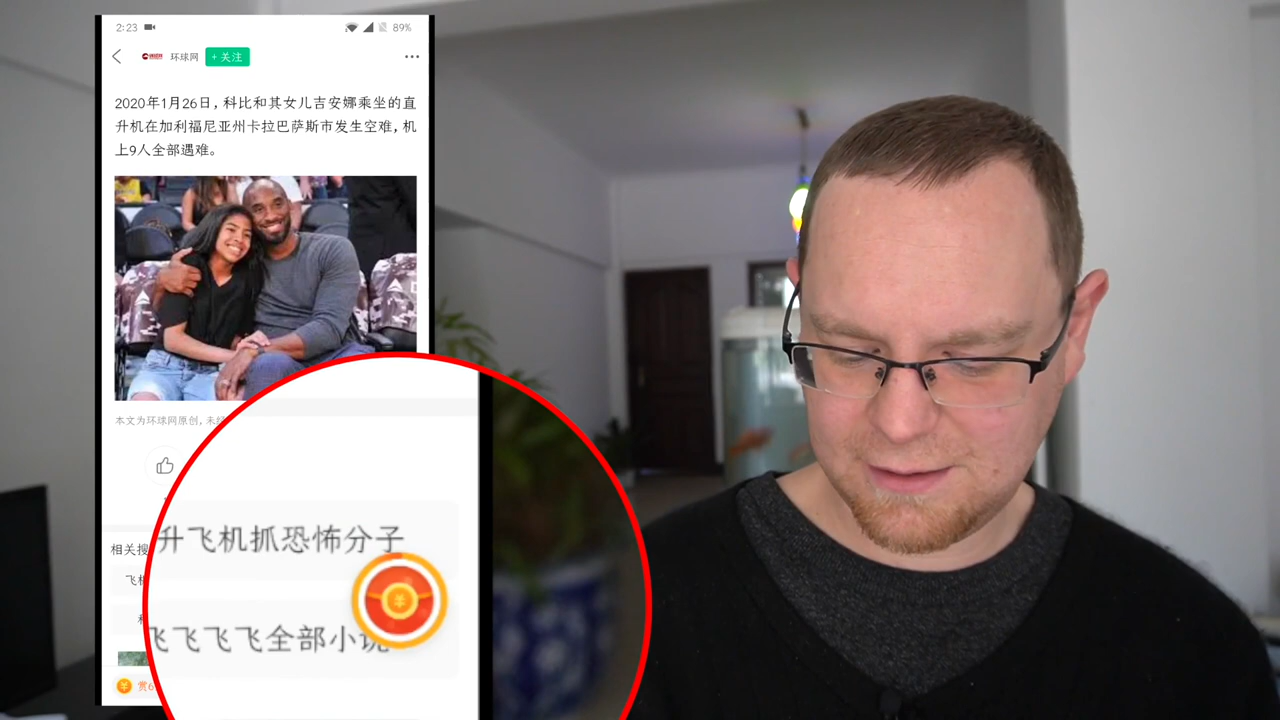 2:23
89%
环球网
+ 关注
2020年1月26日，科比和其女儿吉安娜乘坐的直
升机在加利福尼亚州卡拉巴萨斯市发生空难，机
上9人全部遇难。
本文为环球网原创，未
相关搜
升飞机抓恐怖分子
飞飞飞飞全部小说
赏